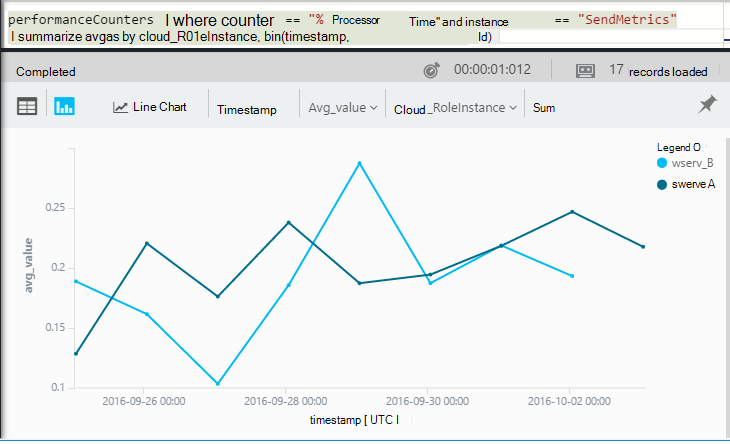 performanceCounters I where counter == "% Processor Time" and instance == "SendMetrics"
I summarize avgas by cloud_R01eInstance, bin(timestamp, Id)
Completed 00:00:01:012 17 records loaded
Line Chart Timestamp Avg_value Cloud_RoleInstance Sum
Legend O
wserv_B
swerve A
0.25
0.2
0.15
0.1
avg_value
2016-09-26 00:00 2016-09-28 00:00 2016-09-30 00:00 2016-10-02 00:00
timestamp [ UTC I